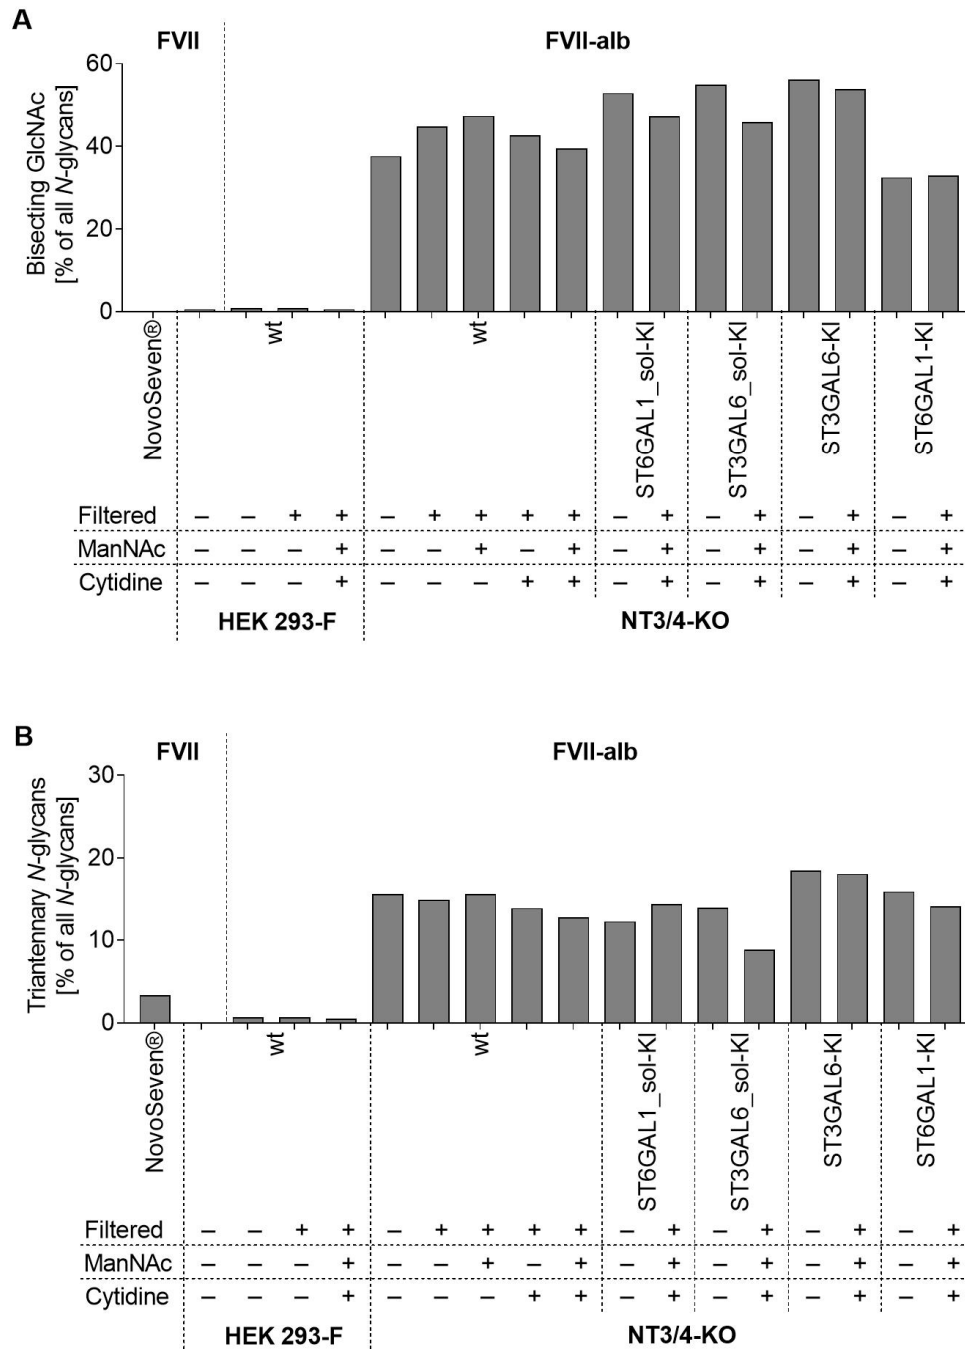 A
FVII
FVII-alb
Bisecting GlcNAc
[% of all N-glycans]
60
40
20
0
NovoSeven®
wt
wt
ST6GAL1_sol-KI
ST3GAL6_sol-KI
ST3GAL6-KI
ST6GAL1-KI
Filtered – – + + – + + + + – + – + – + – +
ManNAc – – – + – – + – + – + – + – + – +
Cytidine – – – + – – – + + – + – + – + – +
HEK 293-F
NT3/4-KO
B
FVII
FVII-alb
Triantennary N-glycans
[% of all N-glycans]
30
20
10
0
NovoSeven®
wt
wt
ST6GAL1_sol-KI
ST3GAL6_sol-KI
ST3GAL6-KI
ST6GAL1-KI
Filtered – – + + – + + + + – + – + – + – +
ManNAc – – – + – – + – + – + – + – + – +
Cytidine – – – + – – – + + – + – + – + – +
HEK 293-F
NT3/4-KO